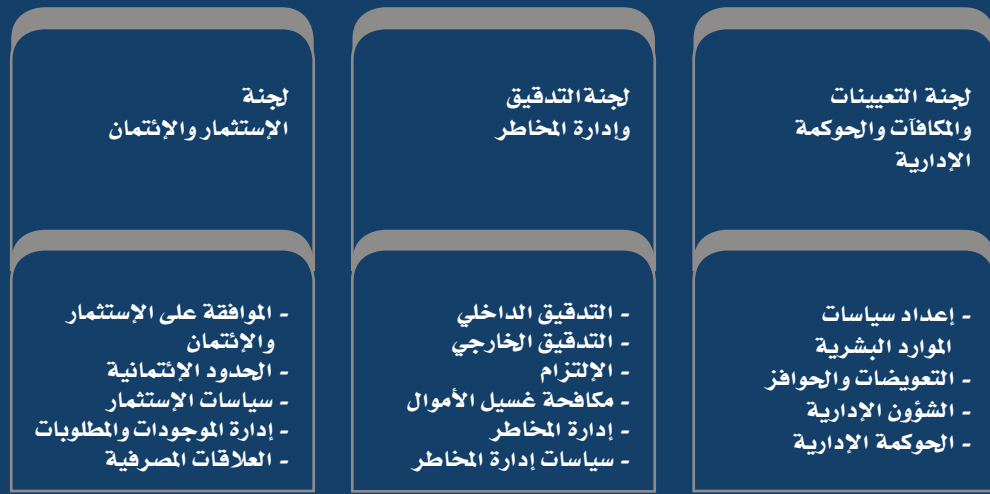 لجنة التعيينات
والمكافآت والحوكمة
الإدارية
لجنة التدقيق
وإدارة المخاطر
لجنة
الإستثمار والإئتمان
- إعداد سياسات
الموارد البشرية
- التعويضات والحوافز
- الشؤون الإدارية
- الحوكمة الإدارية
- التدقيق الداخلي
- التدقيق الخارجي
- الإلتزام
- مكافحة غسيل الأموال
- إدارة المخاطر
- سياسات إدارة المخاطر
- الموافقة على الإستثمار
والإئتمان
- الحدود الإئتمانية
- سياسات الإستثمار
- إدارة الموجودات والمطلوبات
- العلاقات المصرفية